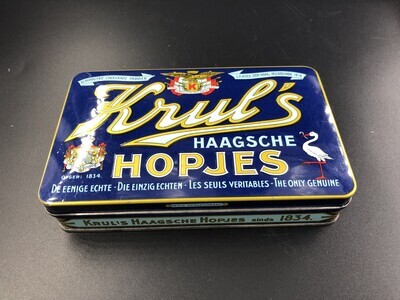 K
Krul's
HAAGSCHE
HOPJES
OPGER: 1834.
DE EENIGE ECHTE · DIE EINZIG ECHTEN · LES SEULS VERITABLES · THE ONLY GENUINE
KRUL'S HAAGSCHE HOPJES sinds 1834.